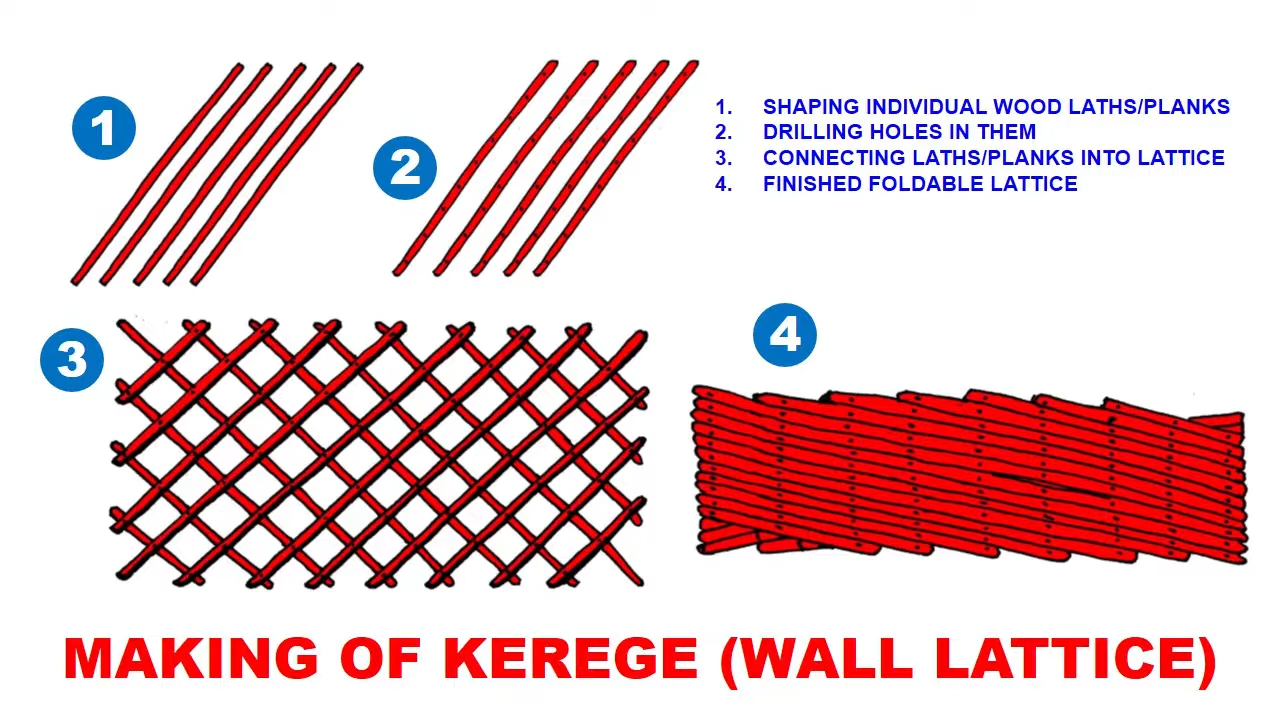 1
2
1. SHAPING INDIVIDUAL WOOD LATHS/PLANKS
2. DRILLING HOLES IN THEM
3. CONNECTING LATHS/PLANKS INTO LATTICE
4. FINISHED FOLDABLE LATTICE
3
4
MAKING OF KEREGE (WALL LATTICE)